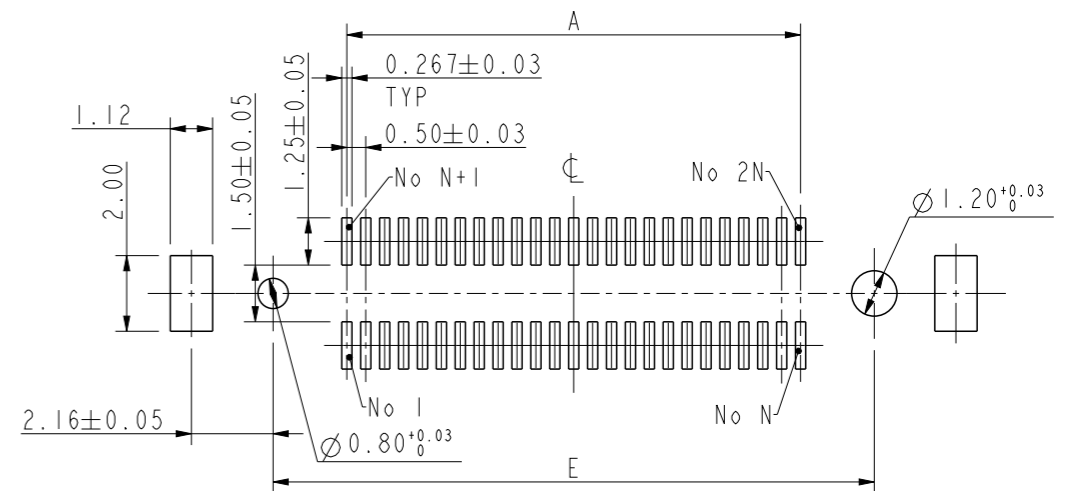 A
0.267±0.03
TYP
1.12
1.25±0.05
0.50±0.03
1.50±0.05
2.00
No N+1
℄
No 2N
⌀1.20 +0.03 0
No 1
No N
2.16±0.05
⌀0.80 +0.03 0
E